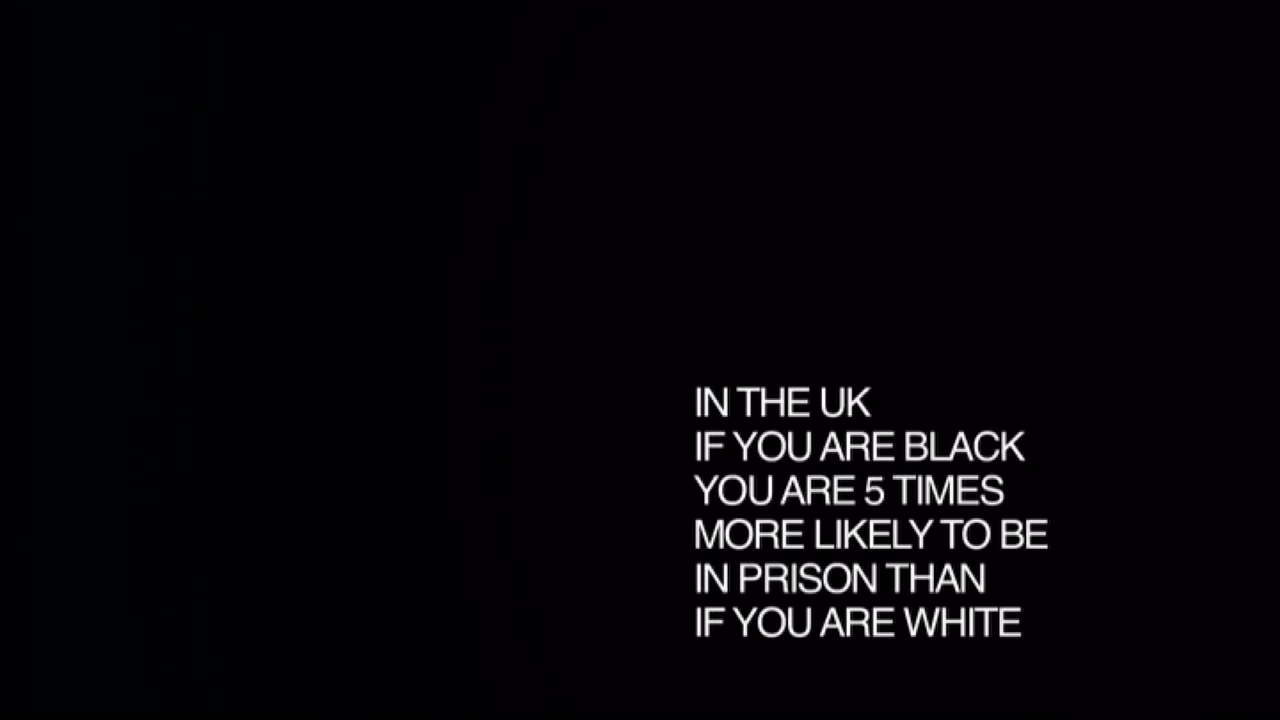 IN THE UK
IF YOU ARE BLACK
YOU ARE 5 TIMES
MORE LIKELY TO BE
IN PRISON THAN
IF YOU ARE WHITE